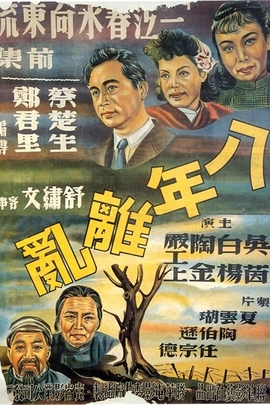 一江春水向東流
前集
編導
蔡楚生
鄭君里
舒繡文
客串
八年離亂
主演
吳茵
白楊
陶金
嚴工上
製片
夏雲瑚
陶伯遜
任宗德